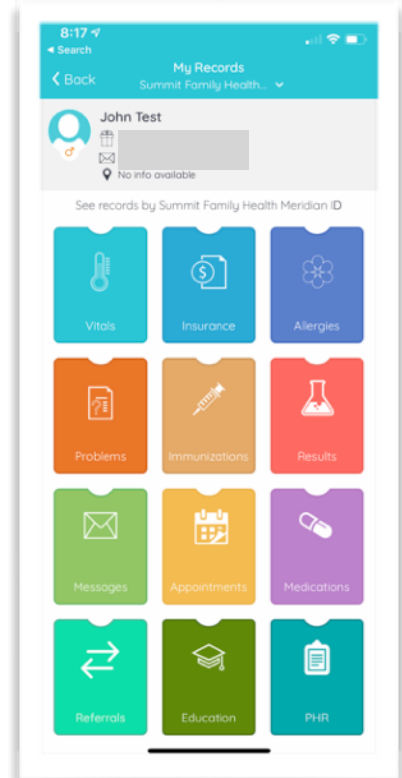 8:17
◀ Search
My Records
Back
Summit Family Health...
John Test
No info available
See records by Summit Family Health Meridian ID
Vitals
Insurance
Allergies
Problems
Immunizations
Results
Messages
Appointments
Medications
Referrals
Education
PHR